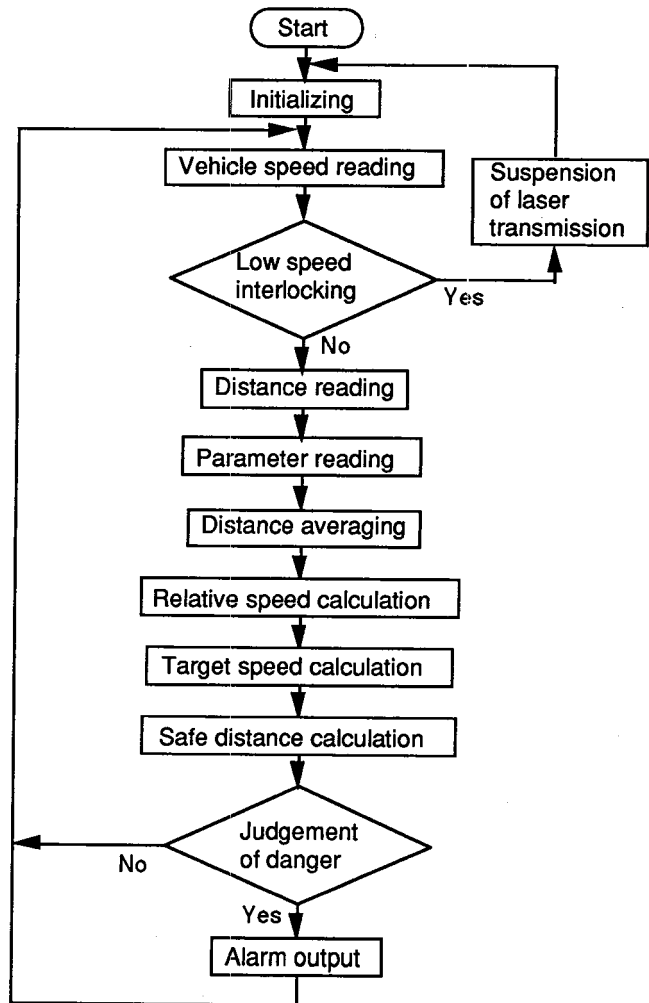 Start
Initializing
Vehicle speed reading
Suspension
of laser
transmission
Low speed
interlocking
Yes
No
Distance reading
Parameter reading
Distance averaging
Relative speed calculation
Target speed calculation
Safe distance calculation
Judgement
of danger
No
Yes
Alarm output